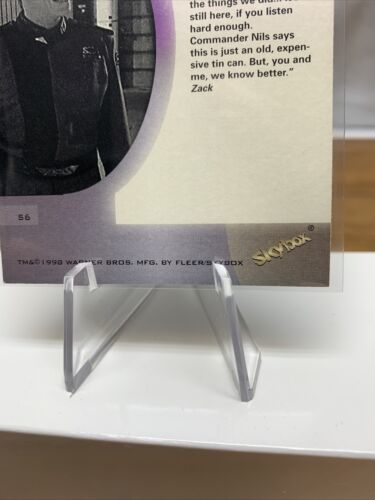 the things we did...
still here, if you listen
hard enough.
Commander Nils says
this is just an old, expen-
sive tin can. But, you and
me, we know better."
Zack
S6
TM&©1998 WARNER BROS. MFG. BY FLEER/SKYBOX
SkyBox®